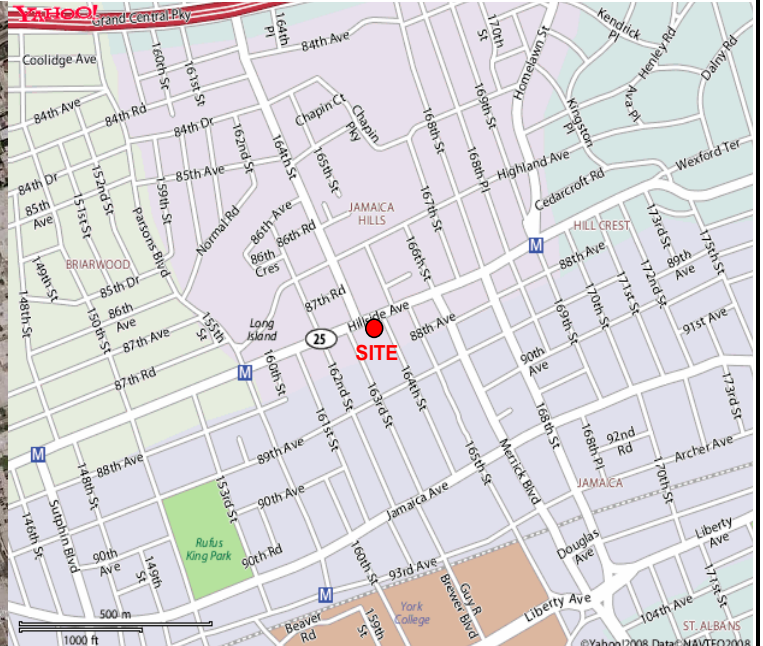 YAHOO!
Grand Central Pky
164th
Pl
84th Ave
170th
St
Homelawn St
Kendrick
Pl
Henley Rd
Dalny Rd
Coolidge Ave
160th St
161st St
84th Ave
84th Rd
84th Dr
162nd St
Chapin Ct
Chapin
Pky
168th St
169th St
Kingston
Pl
Ava Pl
164th St
165th St
168th Pl
Highland Ave
Wexford Ter
84th Dr
85th
Ave
152nd St
151st St
159th St
85th Ave
Parsons Blvd
Normal Rd
86th Ave
86th Rd
86th
Cres
JAMAICA
HILLS
167th St
166th St
Cedarcroft Rd
HILL CREST
173rd St
175th St
BRIARWOOD
149th St
148th St
150th St
85th Dr
86th
Ave
87th Ave
87th Rd
155th
St
Long
Island
87th Rd
25
Hillside Ave
SITE
88th Ave
M
88th Ave
89th
Ave
172nd St
171st St
170th St
169th St
91st Ave
90th
Ave
173rd St
M
160th St
162nd St
161st St
163rd St
164th St
165th St
Merrick Blvd
168th St
168th Pl
92nd
Rd
Archer Ave
JAMAICA
170th St
M
88th Ave
148th St
146th St
Sutphin Blvd
89th Ave
153rd St
90th Ave
Jamaica Ave
Rufus
King Park
90th Rd
90th
Ave
149th
St
M
160th St
93rd Ave
Guy R
Brewer Blvd
York
College
159th
St
Beaver
Rd
Douglas
Ave
Liberty Ave
Liberty
Ave
171st St
104th Ave
ST. ALBANS
500 m
1000 ft
©Yahoo!2008 Data©NAVTEQ2008